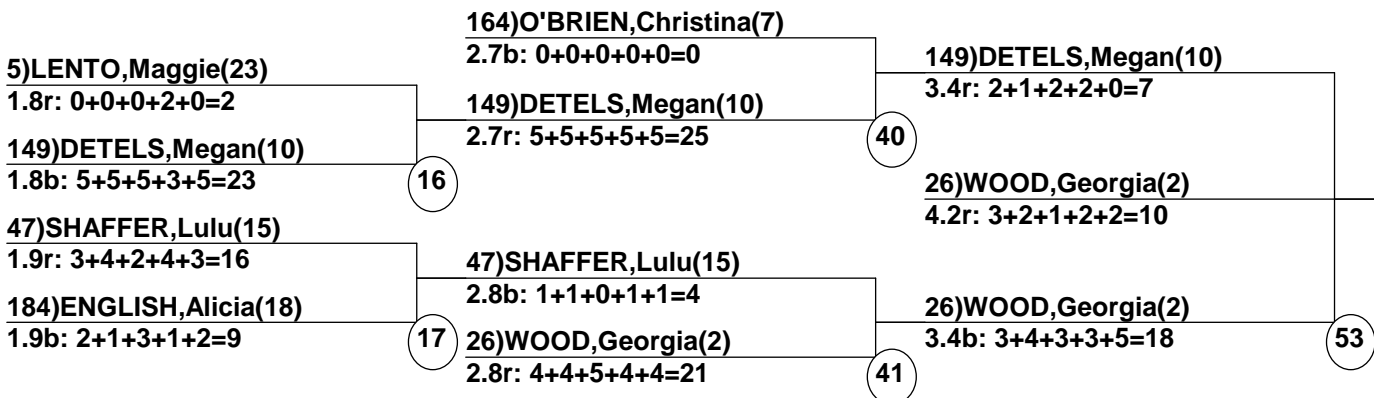 164)O'BRIEN,Christina(7)
2.7b: 0+0+0+0+0=0
5)LENTO,Maggie(23)
1.8r: 0+0+0+2+0=2
149)DETELS,Megan(10)
3.4r: 2+1+2+2+0=7
149)DETELS,Megan(10)
2.7r: 5+5+5+5+5=25
40
149)DETELS,Megan(10)
1.8b: 5+5+5+3+5=23
16
26)WOOD,Georgia(2)
4.2r: 3+2+1+2+2=10
47)SHAFFER,Lulu(15)
1.9r: 3+4+2+4+3=16
47)SHAFFER,Lulu(15)
2.8b: 1+1+0+1+1=4
184)ENGLISH,Alicia(18)
1.9b: 2+1+3+1+2=9
17
26)WOOD,Georgia(2)
3.4b: 3+4+3+3+5=18
53
26)WOOD,Georgia(2)
2.8r: 4+4+5+4+4=21
41